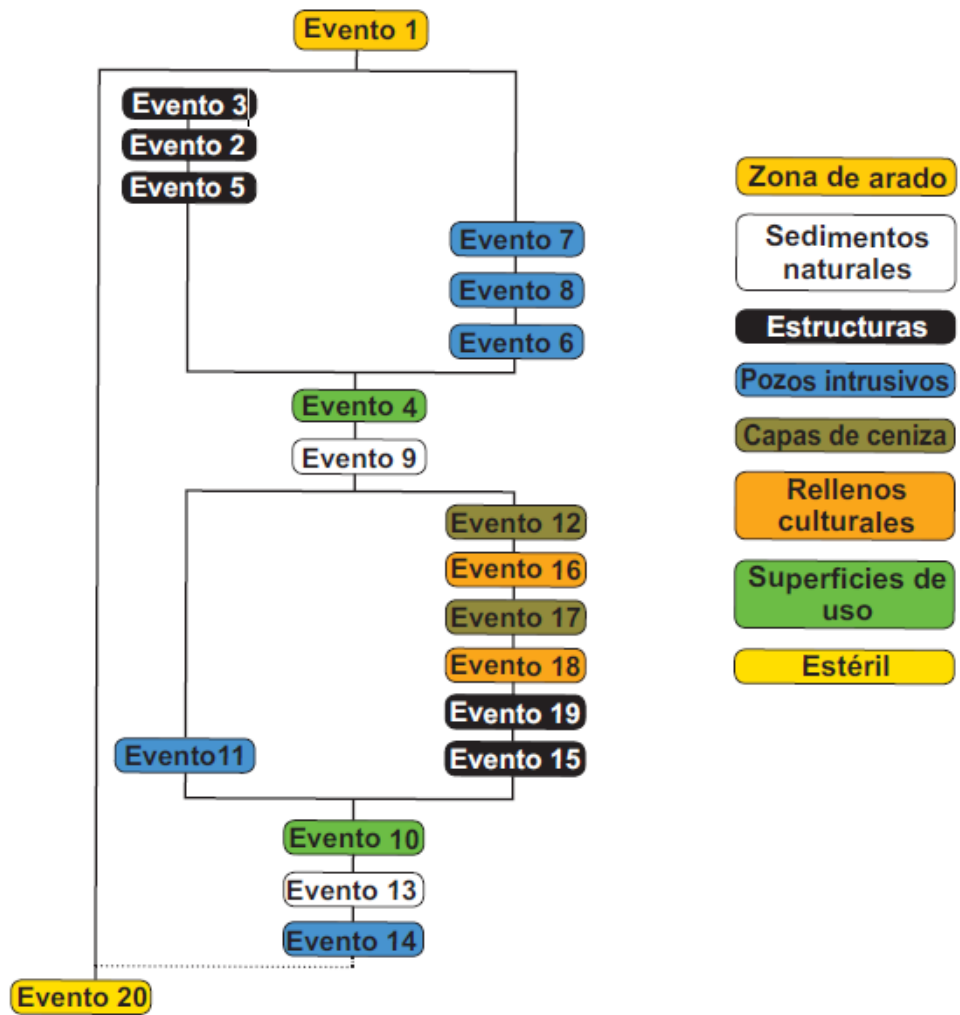 Evento 1
Evento 3
Evento 2
Evento 5
Evento 7
Evento 8
Evento 6
Evento 4
Evento 9
Evento 12
Evento 16
Evento 17
Evento 18
Evento 19
Evento 15
Evento11
Evento 10
Evento 13
Evento 14
Evento 20
Zona de arado
Sedimentos
naturales
Estructuras
Pozos intrusivos
Capas de ceniza
Rellenos
culturales
Superficies de
uso
Estéril